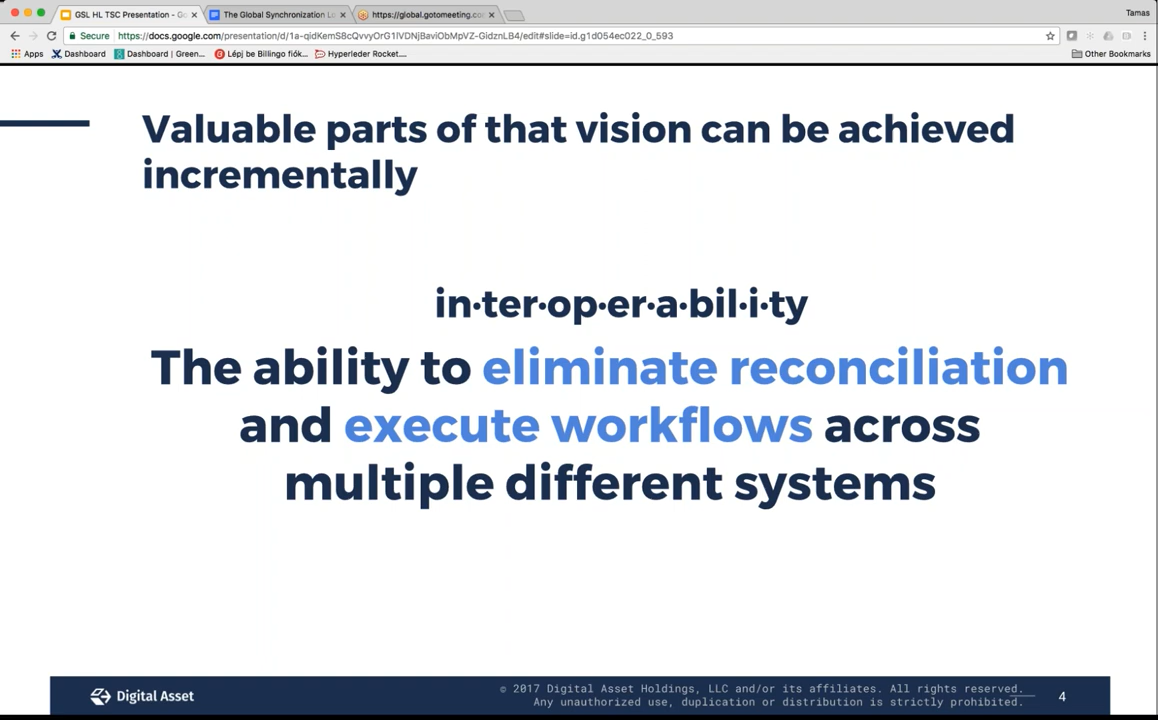 GSL HL TSC Presentation - Go
The Global Synchronization Lo
https://global.gotomeeting.co
Tamas
Secure
https://docs.google.com/presentation/d/1a-qidKemS8cQvvyOrG1lVDNjBaviObMpVZ-GidznLB4/edit#slide=id.g1d054ec022_0_593
Apps
Dashboard
Dashboard | Green...
Lépj be Billingo fiók...
Hyperleder Rocket....
Other Bookmarks
Valuable parts of that vision can be achieved
incrementally
in·ter·op·er·a·bil·i·ty
The ability to eliminate reconciliation
and execute workflows across
multiple different systems
Digital Asset
© 2017 Digital Asset Holdings, LLC and/or its affiliates. All rights reserved.
Any unauthorized use, duplication or distribution is strictly prohibited.
4